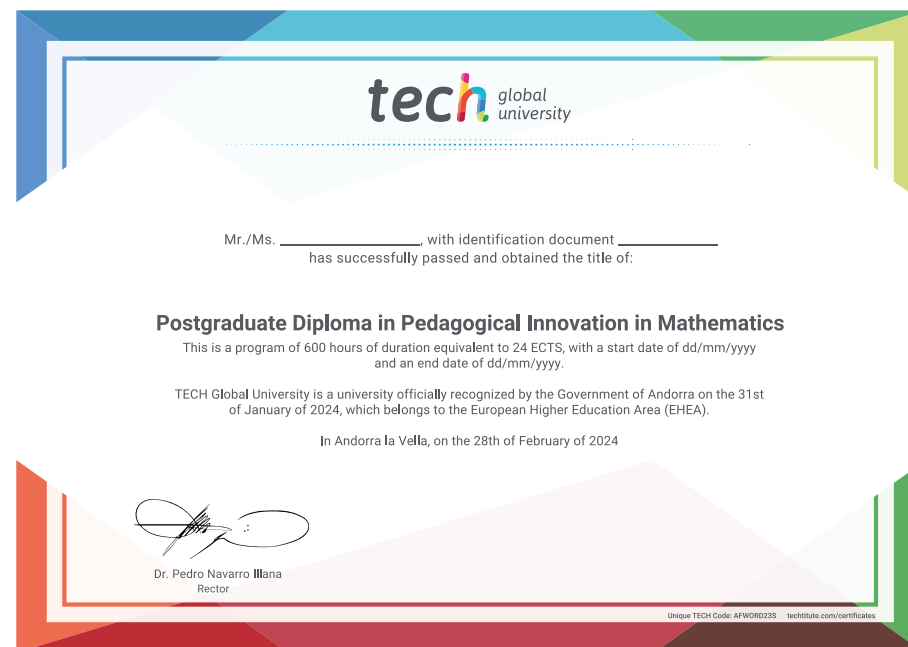 tech global
university
Mr./Ms. ____________________, with identification document ______________
has successfully passed and obtained the title of:
Postgraduate Diploma in Pedagogical Innovation in Mathematics
This is a program of 600 hours of duration equivalent to 24 ECTS, with a start date of dd/mm/yyyy
and an end date of dd/mm/yyyy.
TECH Global University is a university officially recognized by the Government of Andorra on the 31st
of January of 2024, which belongs to the European Higher Education Area (EHEA).
In Andorra la Vella, on the 28th of February of 2024
Dr. Pedro Navarro Illana
Rector
Unique TECH Code: AFWORD23S techtitute.com/certificates